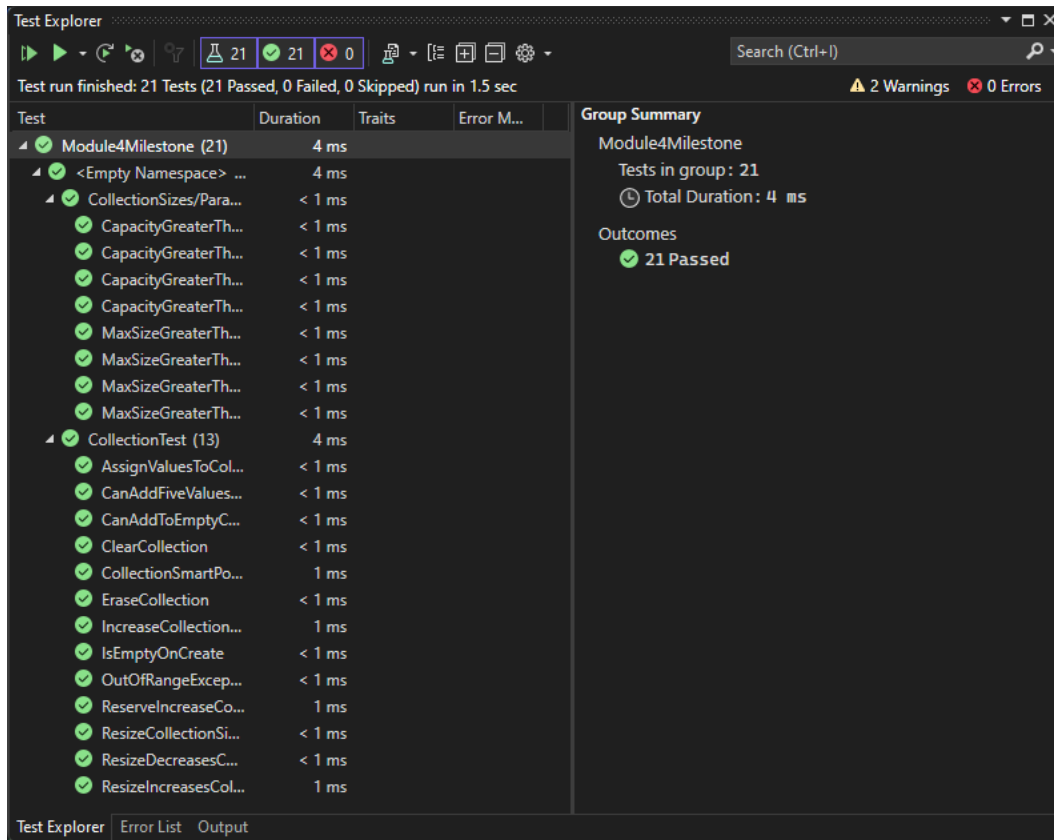 Test Explorer
21 21 0 Search (Ctrl+I)
Test run finished: 21 Tests (21 Passed, 0 Failed, 0 Skipped) run in 1.5 sec 2 Warnings 0 Errors
Test Duration Traits Error M...
Module4Milestone (21) 4 ms
<Empty Namespace> ... 4 ms
CollectionSizes/Para... < 1 ms
CapacityGreaterTh... < 1 ms
CapacityGreaterTh... < 1 ms
CapacityGreaterTh... < 1 ms
CapacityGreaterTh... < 1 ms
MaxSizeGreaterTh... < 1 ms
MaxSizeGreaterTh... < 1 ms
MaxSizeGreaterTh... < 1 ms
MaxSizeGreaterTh... < 1 ms
CollectionTest (13) 4 ms
AssignValuesToCol... < 1 ms
CanAddFiveValues... < 1 ms
CanAddToEmptyC... < 1 ms
ClearCollection < 1 ms
CollectionSmartPo... 1 ms
EraseCollection < 1 ms
IncreaseCollection... 1 ms
IsEmptyOnCreate < 1 ms
OutOfRangeExcep... < 1 ms
ReserveIncreaseCo... 1 ms
ResizeCollectionSi... < 1 ms
ResizeDecreasesC... < 1 ms
ResizeIncreasesCol... 1 ms
Group Summary
Module4Milestone
Tests in group: 21
Total Duration: 4 ms
Outcomes
21 Passed
Test Explorer Error List Output